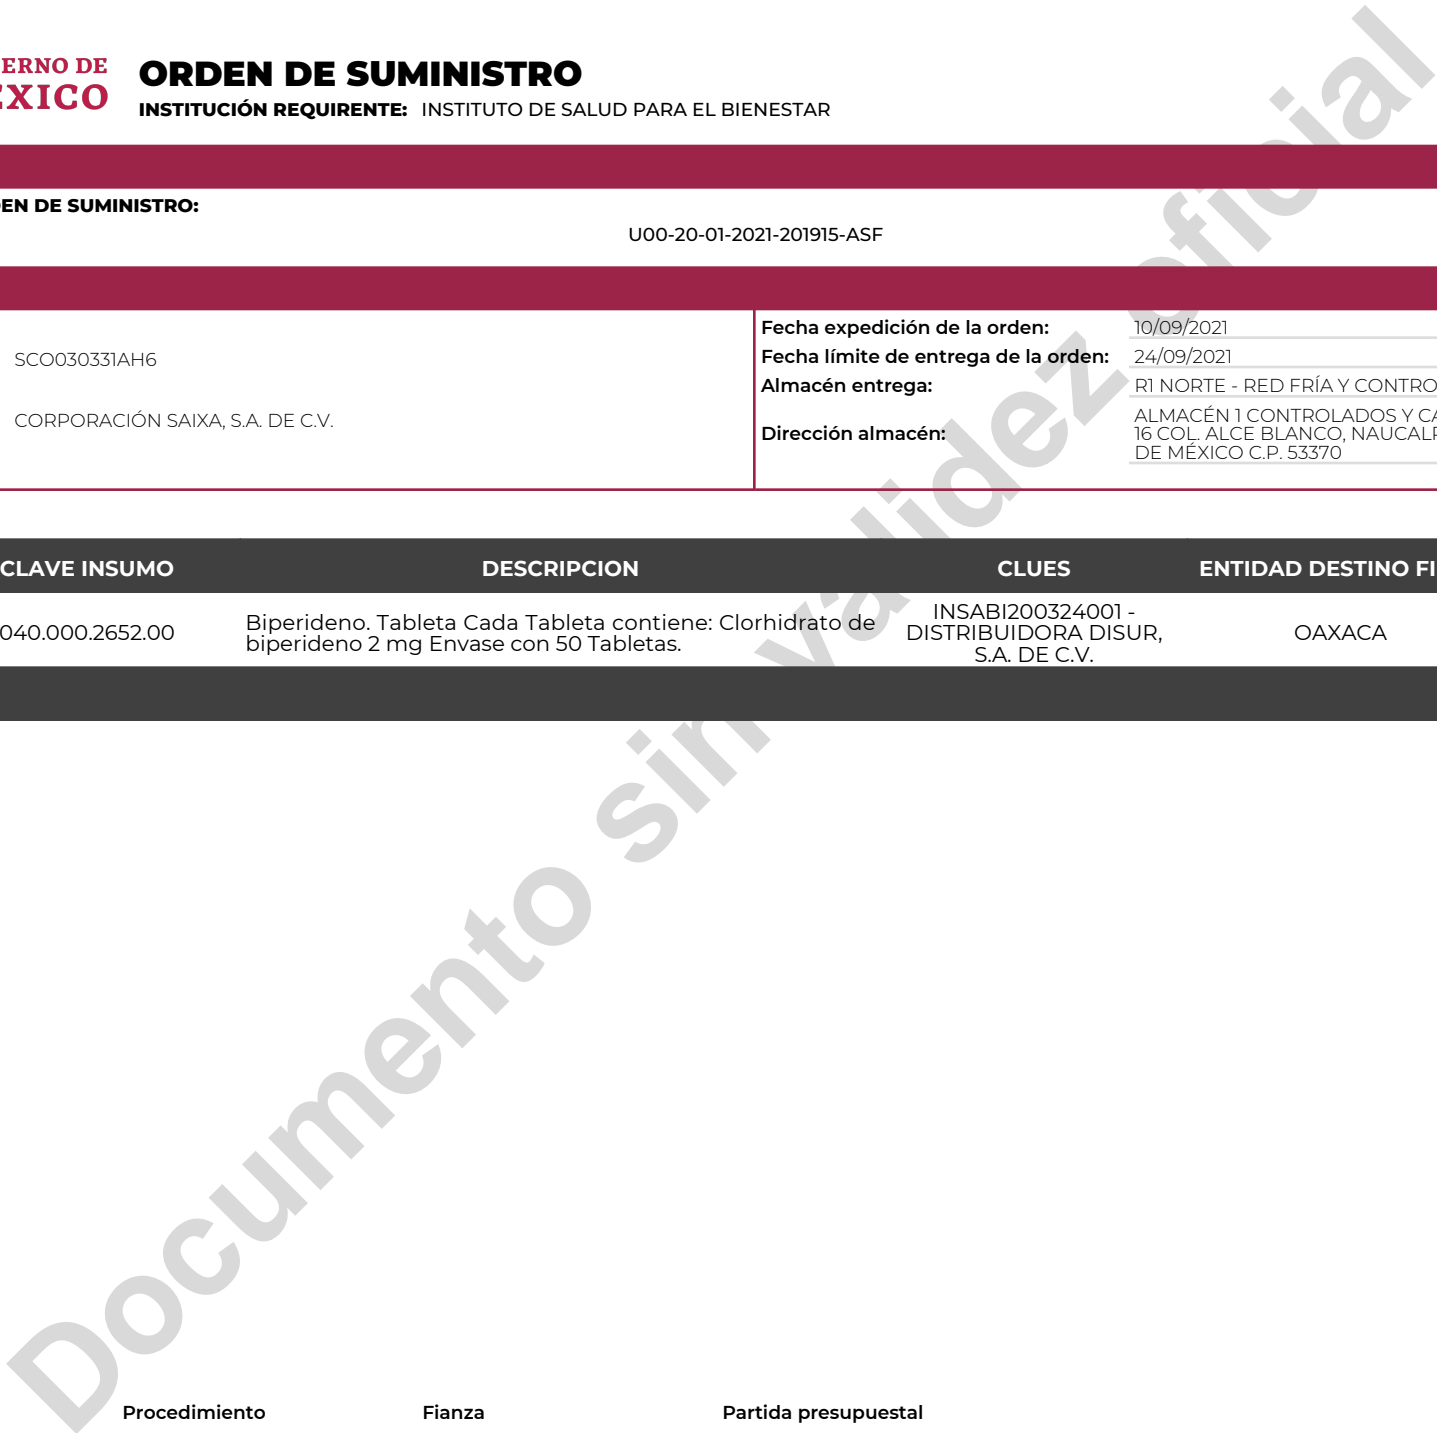 ERNO DE
ÉXICO
ORDEN DE SUMINISTRO
INSTITUCIÓN REQUIRENTE: INSTITUTO DE SALUD PARA EL BIENESTAR
EN DE SUMINISTRO:
U00-20-01-2021-201915-ASF
SCO030331AH6
CORPORACIÓN SAIXA, S.A. DE C.V.
Fecha expedición de la orden: 10/09/2021
Fecha límite de entrega de la orden: 24/09/2021
Almacén entrega: R1 NORTE - RED FRÍA Y CONTRO
Dirección almacén:
ALMACÉN 1 CONTROLADOS Y CA
16 COL. ALCE BLANCO, NAUCALP
DE MÉXICO C.P. 53370
CLAVE INSUMO DESCRIPCION CLUES ENTIDAD DESTINO FI
040.000.2652.00
Biperideno. Tableta Cada Tableta contiene: Clorhidrato de
biperideno 2 mg Envase con 50 Tabletas.
INSABI200324001 -
DISTRIBUIDORA DISUR,
S.A. DE C.V.
OAXACA
Documento sin validez oficial
Procedimiento Fianza Partida presupuestal